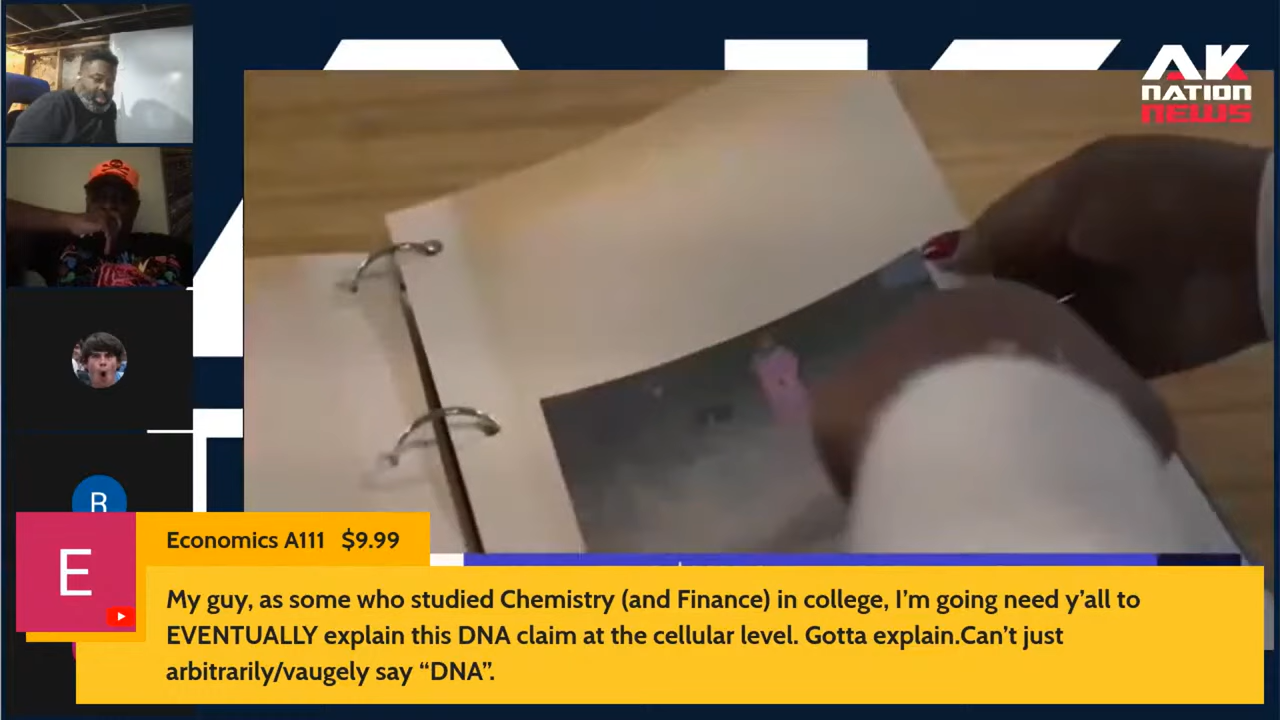 AK
NATION
NEWS
R
E
Economics A111 $9.99
My guy, as some who studied Chemistry (and Finance) in college, I’m going need y’all to
EVENTUALLY explain this DNA claim at the cellular level. Gotta explain.Can’t just
arbitrarily/vaugely say “DNA”.